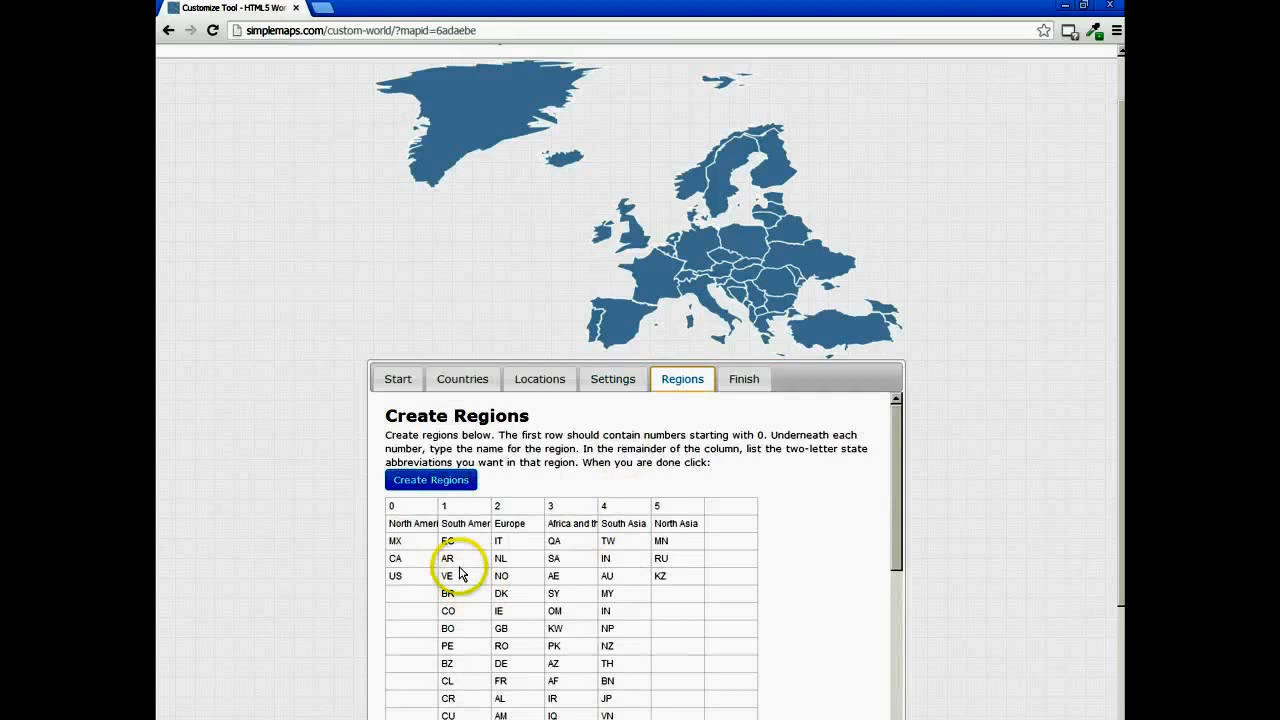 Customize Tool - HTML5 Wor
simplemaps.com/custom-world/?mapid=6adaebe
Start Countries Locations Settings Regions Finish
Create Regions
Create regions below. The first row should contain numbers starting with 0. Underneath each
number, type the name for the region. In the remainder of the column, list the two-letter state
abbreviations you want in that region. When you are done click:
Create Regions
0 1 2 3 4 5
North Ameri South Amer Europe Africa and th South Asia North Asia
MX EC IT QA TW MN
CA AR NL SA IN RU
US VE NO AE AU KZ
BR DK SY MY
CO IE OM IN
BO GB KW NP
PE RO PK NZ
BZ DE AZ TH
CL FR AF BN
CR AL IR JP
CU AM IQ VN